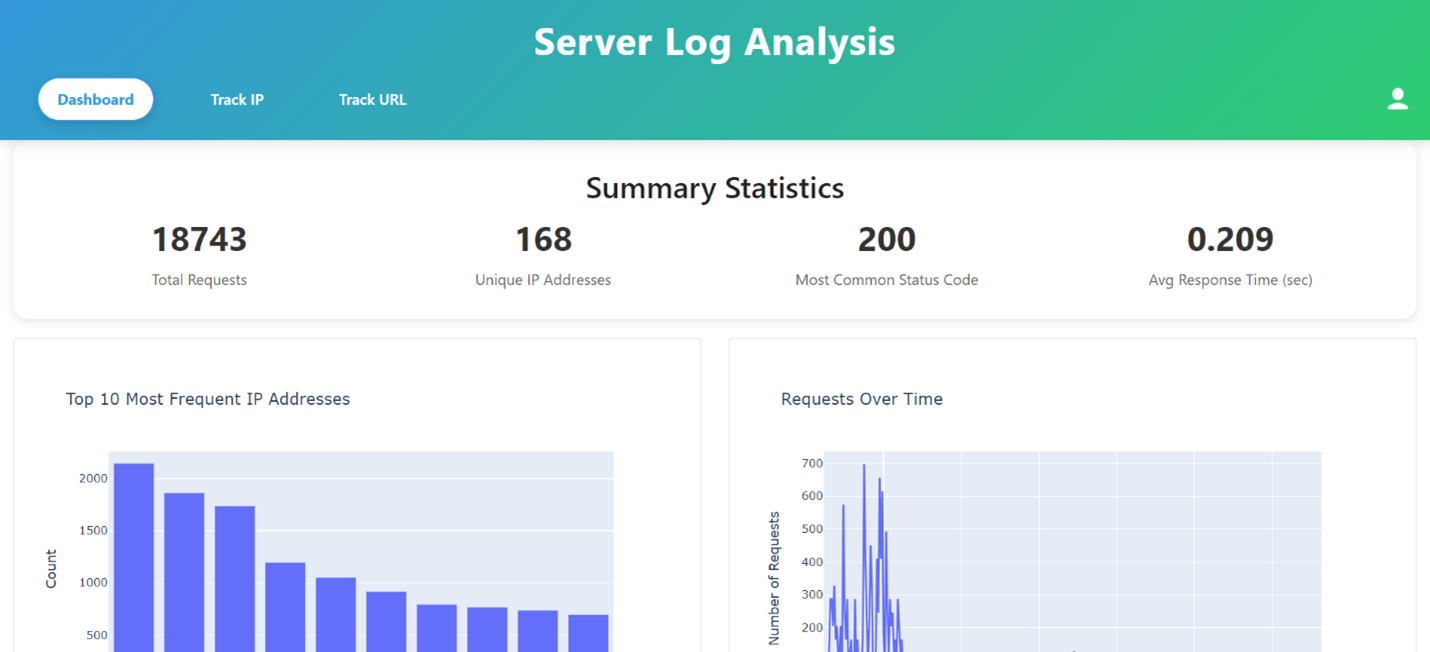 Server Log Analysis
Dashboard Track IP Track URL
Summary Statistics
18743 168 200 0.209
Total Requests Unique IP Addresses Most Common Status Code Avg Response Time (sec)
Top 10 Most Frequent IP Addresses
2000
1500
1000
500
Count
Requests Over Time
700
600
500
400
300
200
Number of Requests